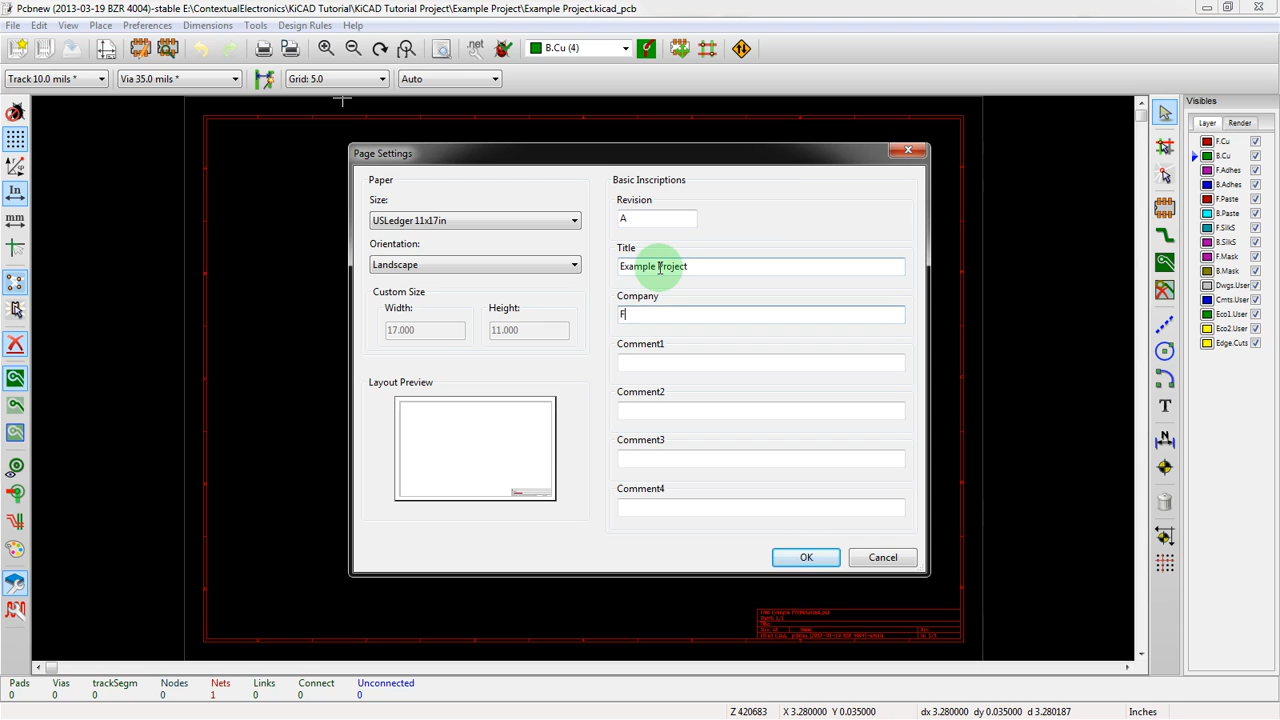 Pcbnew (2013-03-19 BZR 4004)-stable E:\ContextualElectronics\KiCAD Tutorial\KiCAD Tutorial Project\Example Project\Example Project.kicad_pcb
File Edit View Place Preferences Dimensions Tools Design Rules Help
.net
B.Cu (4)
Track 10.0 mils *
Via 35.0 mils *
Grid: 5.0
Auto
Visibles
Layer Render
F.Cu
B.Cu
F.Adhes
B.Adhes
F.Paste
B.Paste
F.SilkS
B.SilkS
F.Mask
B.Mask
Dwgs.User
Cmts.User
Eco1.User
Eco2.User
Edge.Cuts
In
mm
T
N
Page Settings
Paper
Size:
USLedger 11x17in
Orientation:
Landscape
Custom Size
Width: Height:
17.000 11.000
Layout Preview
Basic Inscriptions
Revision
A
Title
Example Project
Company
F
Comment1
Comment2
Comment3
Comment4
OK Cancel
Pads Vias trackSegm Nodes Nets Links Connect Unconnected
0 0 0 0 1 0 0 0
Z 420683 X 3.280000 Y 0.035000 dx 3.280000 dy 0.035000 d 3.280187 Inches